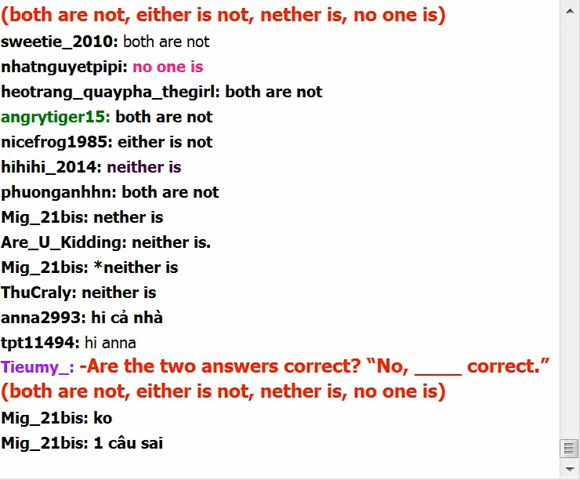 (both are not, either is not, nether is, no one is)
sweetie_2010: both are not
nhatnguyetpipi: no one is
heotrang_quaypha_thegirl: both are not
angrytiger15: both are not
nicefrog1985: either is not
hihihi_2014: neither is
phuonganhhn: both are not
Mig_21bis: nether is
Are_U_Kidding: neither is.
Mig_21bis: *neither is
ThuCraly: neither is
anna2993: hi cả nhà
tpt11494: hi anna
Tieumy_: -Are the two answers correct? “No, ____ correct.”
(both are not, either is not, nether is, no one is)
Mig_21bis: ko
Mig_21bis: 1 câu sai